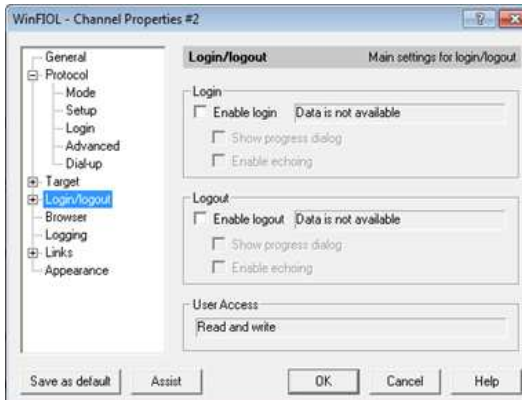 WinFIOL - Channel Properties #2
General
Protocol
Mode
Setup
Login
Advanced
Dial-up
Target
Login/logout
Browser
Logging
Links
Appearance
Login/logout Main settings for login/logout
Login
Enable login Data is not available
Show progress dialog
Enable echoing
Logout
Enable logout Data is not available
Show progress dialog
Enable echoing
User Access
Read and write
Save as default Assist OK Cancel Help